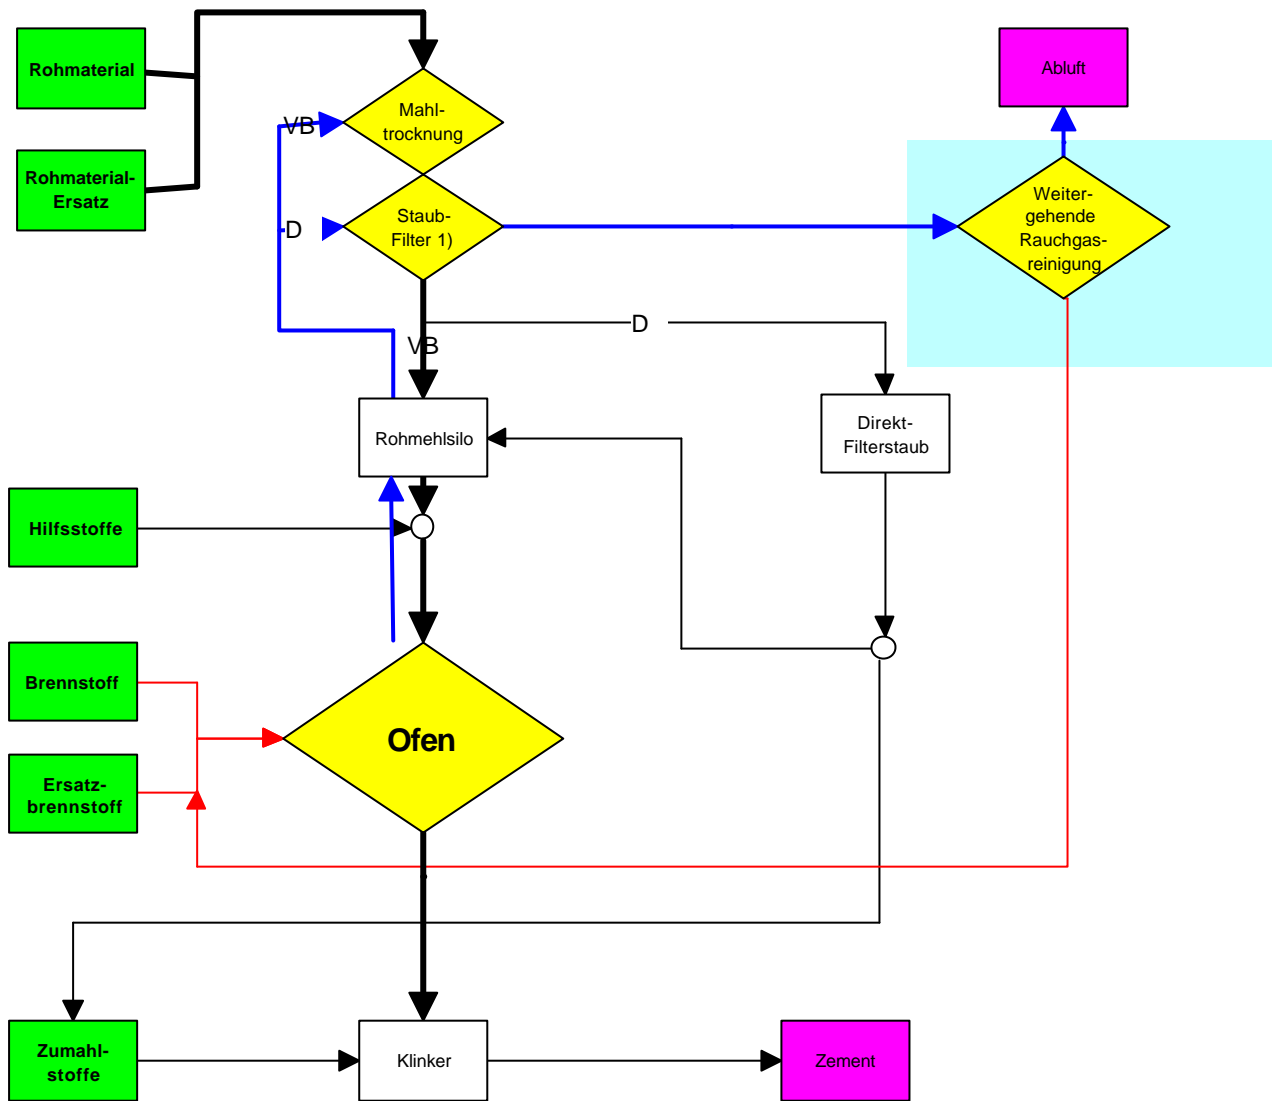 Rohmaterial
Abluft
Mahl-
trocknung
VB
Rohmaterial-
Ersatz
Staub-
Filter 1)
D
Weiter-
gehende
Rauchgas-
reinigung
D
VB
Rohmehlsilo
Direkt-
Filterstaub
Hilfsstoffe
Brennstoff
Ofen
Ersatz-
brennstoff
Zumahl-
stoffe
Klinker
Zement